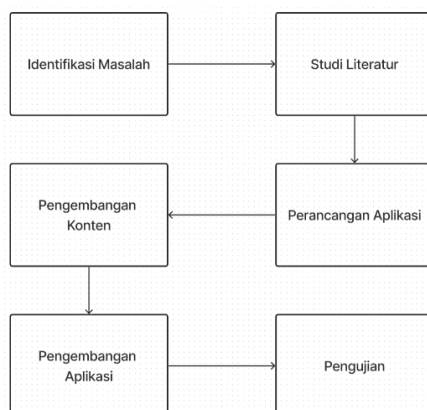 Identifikasi Masalah
Studi Literatur
Perancangan Aplikasi
Pengembangan
Konten
Pengembangan
Aplikasi
Pengujian